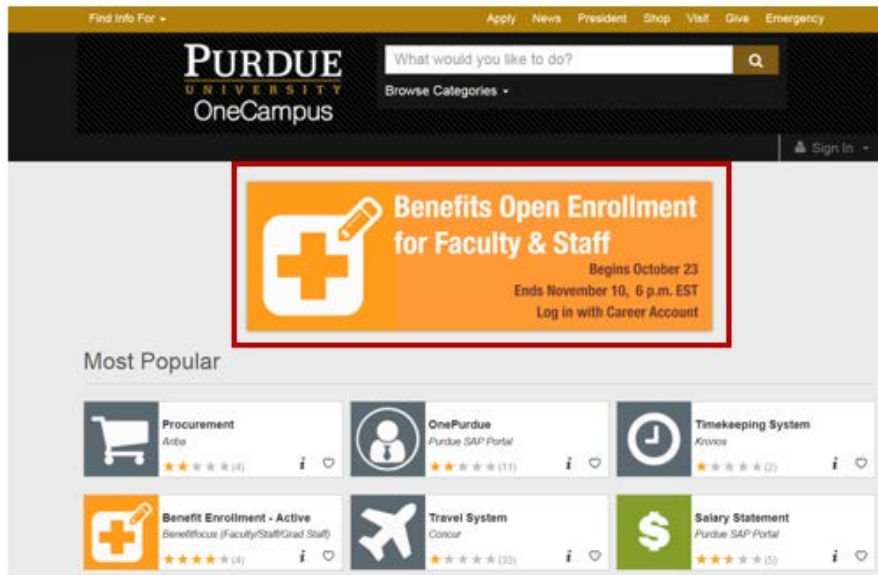 Find Info For
Apply News President Shop Visit Give Emergency
PURDUE
UNIVERSITY
OneCampus
What would you like to do?
Browse Categories
Sign In
Benefits Open Enrollment
for Faculty & Staff
Begins October 23
Ends November 10, 6 p.m. EST
Log in with Career Account
Most Popular
Procurement
Ariba
(4)
i
OnePurdue
Purdue SAP Portal
(11)
i
Timekeeping System
Kronos
(2)
i
Benefit Enrollment - Active
Benefitfocus (Faculty/Staff/Grad Staff)
(4)
i
Travel System
Concur
(33)
i
$
Salary Statement
Purdue SAP Portal
(5)
i